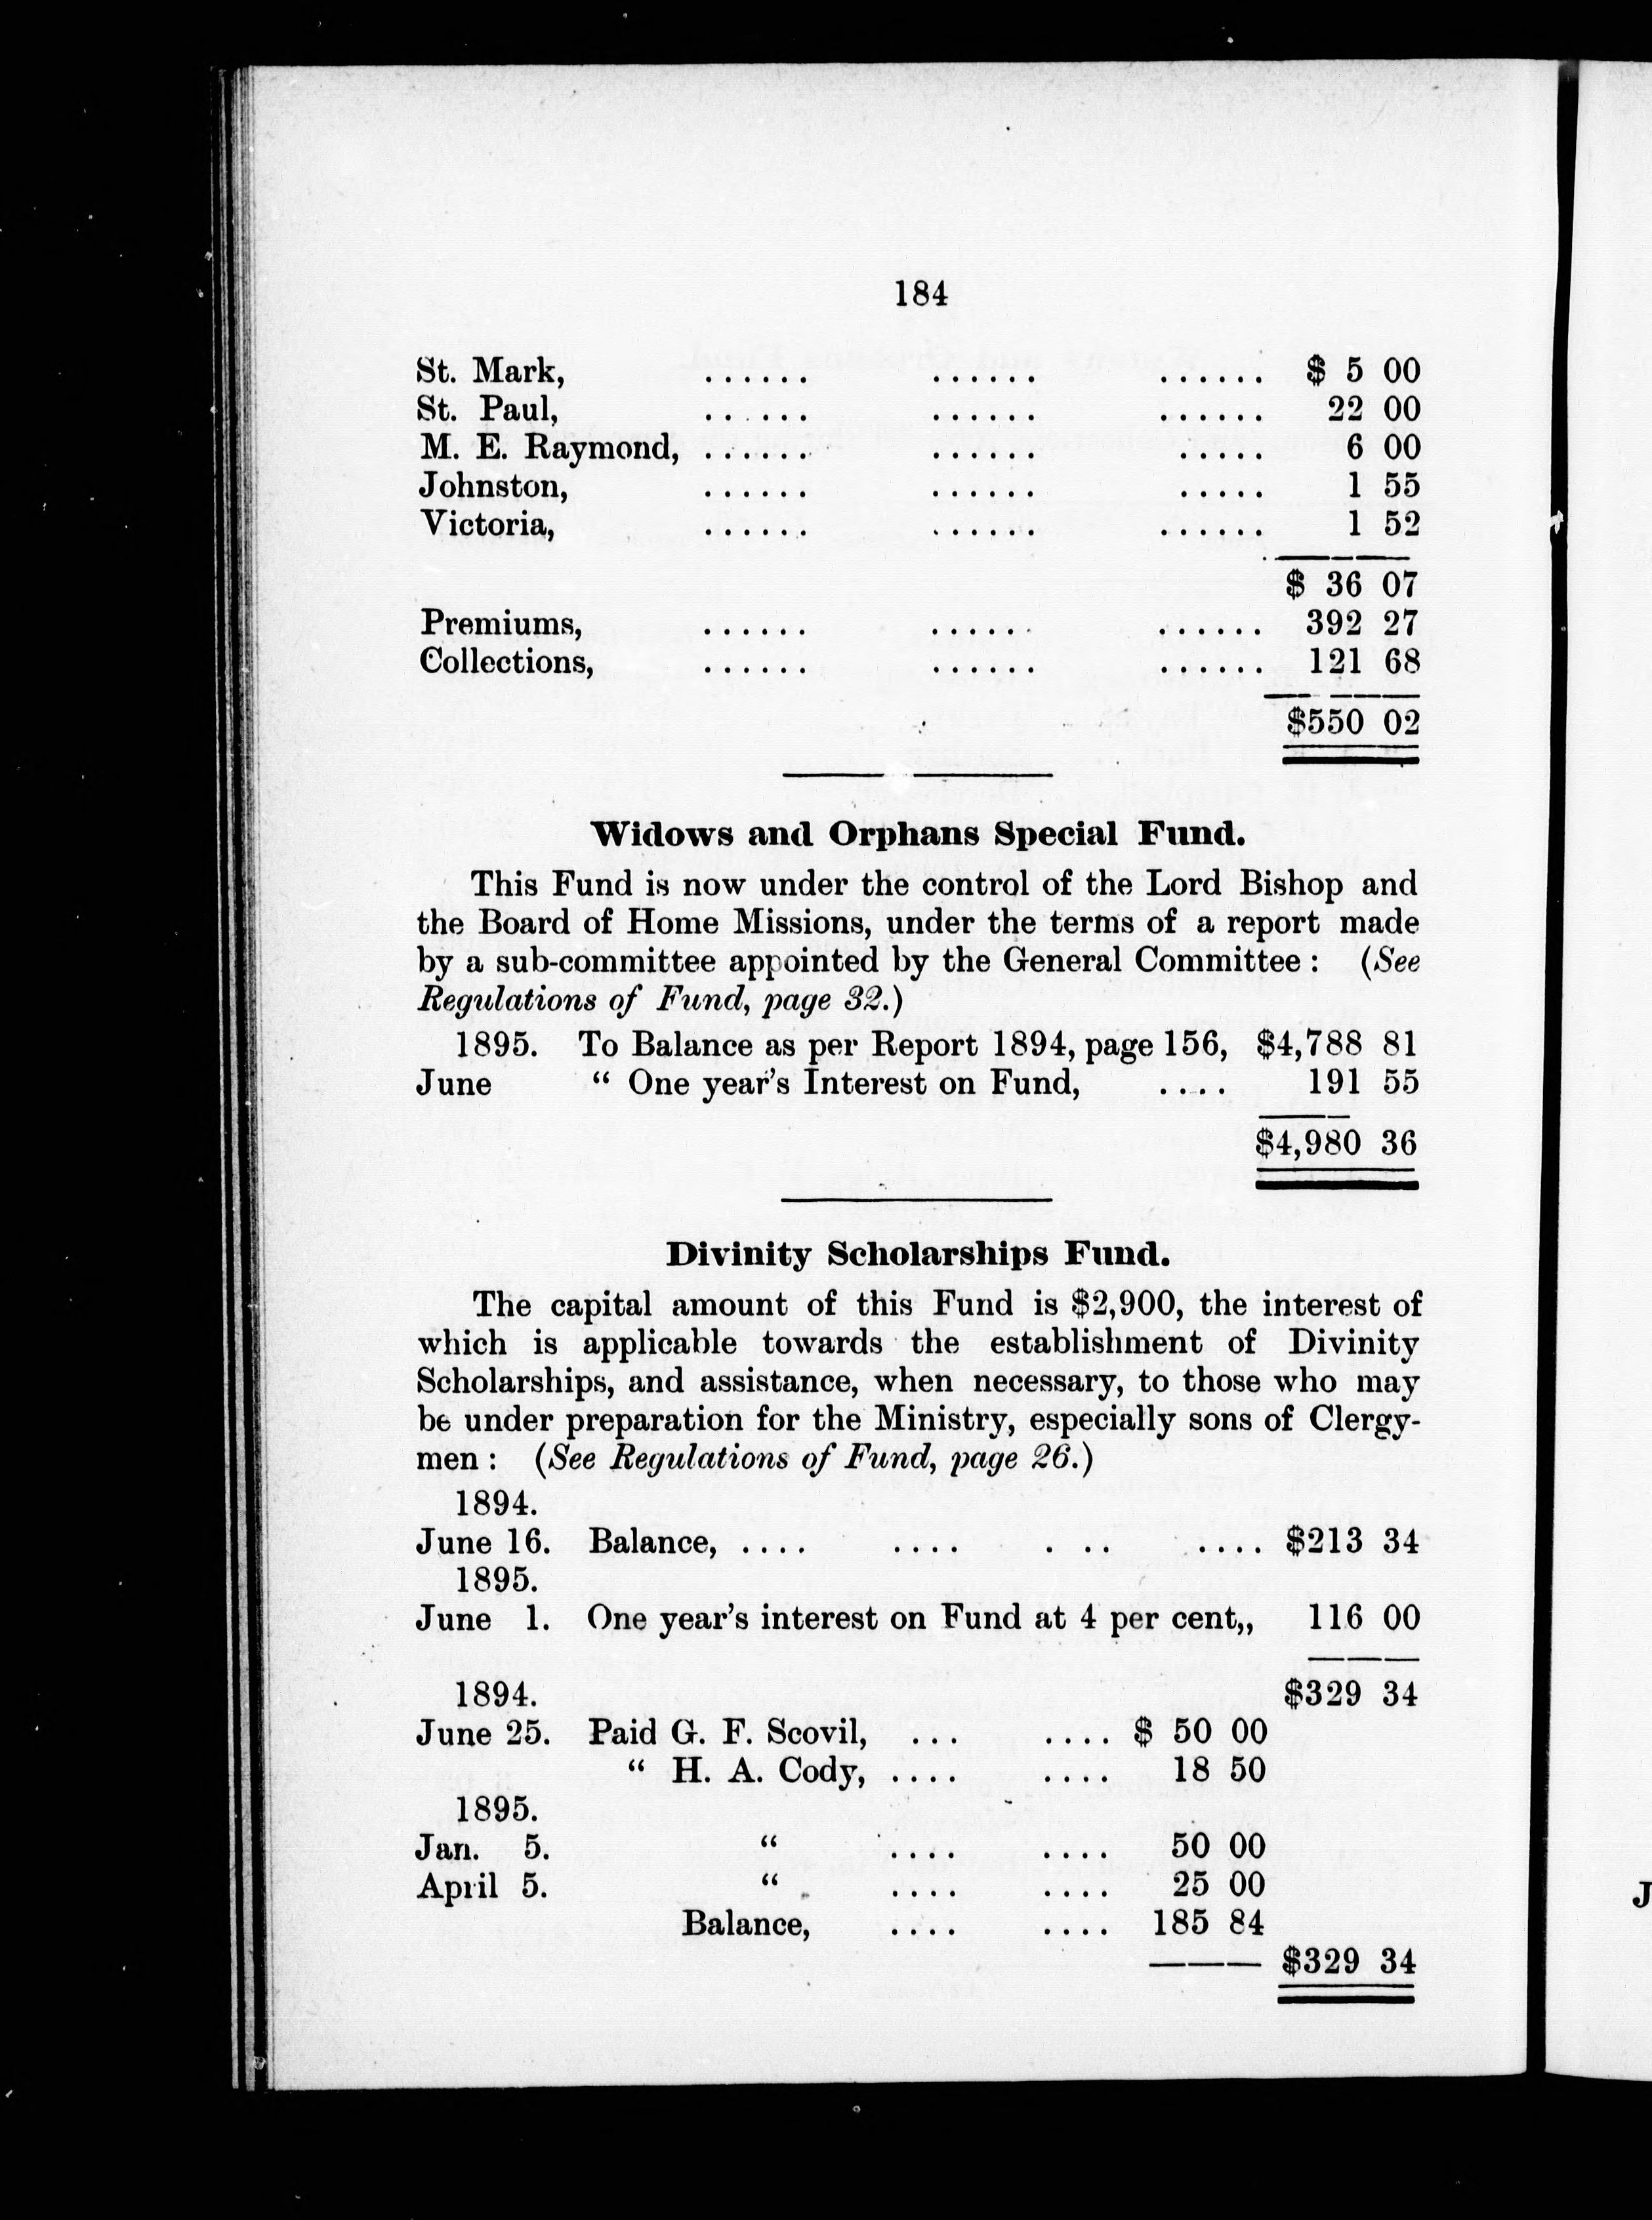 184
St. Mark, ...... ...... ...... $ 5 00
St. Paul, ...... ...... ...... 22 00
M. E. Raymond, ...... ...... ..... 6 00
Johnston, ...... ...... ..... 1 55
Victoria, ...... ...... ...... 1 52
$ 36 07
Premiums, ...... ...... ...... 392 27
Collections, ...... ...... ...... 121 68
$550 02
Widows and Orphans Special Fund.
This Fund is now under the control of the Lord Bishop and
the Board of Home Missions, under the terms of a report made
by a sub-committee appointed by the General Committee : (See
Regulations of Fund, page 32.)
1895. To Balance as per Report 1894, page 156, $4,788 81
June “ One year's Interest on Fund, .... 191 55
$4,980 36
Divinity Scholarships Fund.
The capital amount of this Fund is $2,900, the interest of
which is applicable towards the establishment of Divinity
Scholarships, and assistance, when necessary, to those who may
be under preparation for the Ministry, especially sons of Clergy-
men : (See Regulations of Fund, page 26.)
1894.
June 16. Balance, .... .... . .. .... $213 34
1895.
June 1. One year's interest on Fund at 4 per cent,, 116 00
1894. $329 34
June 25. Paid G. F. Scovil, ... .... $ 50 00
“ H. A. Cody, .... .... 18 50
1895.
Jan. 5. “ .... .... 50 00
April 5. “ .... .... 25 00
Balance, .... .... 185 84
——— $329 34
J